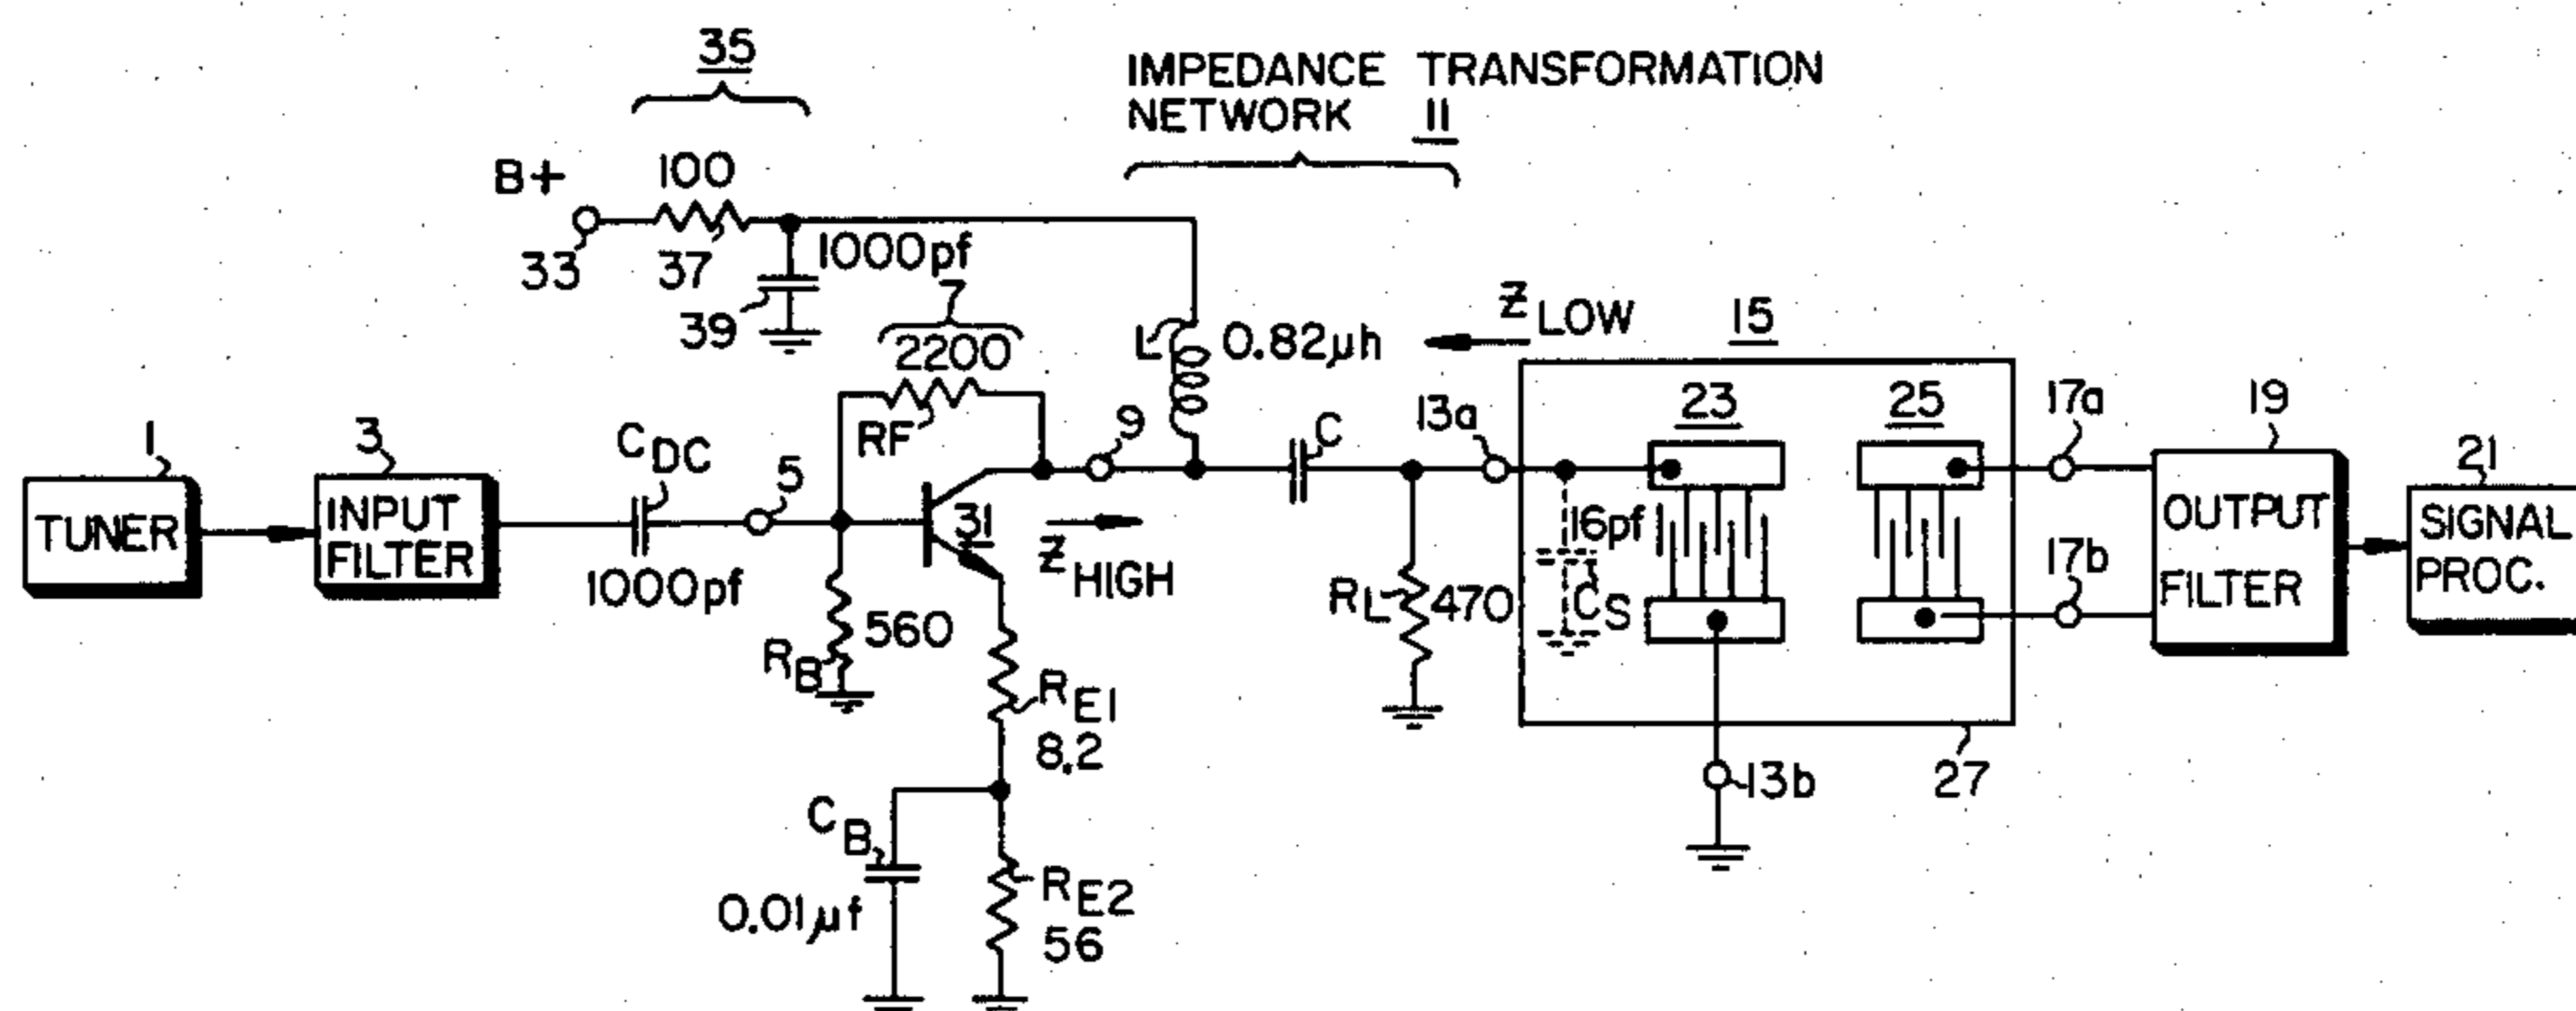 35
IMPEDANCE TRANSFORMATION
NETWORK 11
B+
100
33
37
1000pf
39
7
2200
RF
L
0.82µh
Z LOW
15
1
TUNER
3
INPUT
FILTER
CDC
1000pf
5
31
9
Z HIGH
C
13a
23
25
17a
19
21
16pf
CS
RL
470
OUTPUT
FILTER
17b
SIGNAL
PROC.
RB
560
RE1
8.2
13b
27
CB
0.01µf
RE2
56